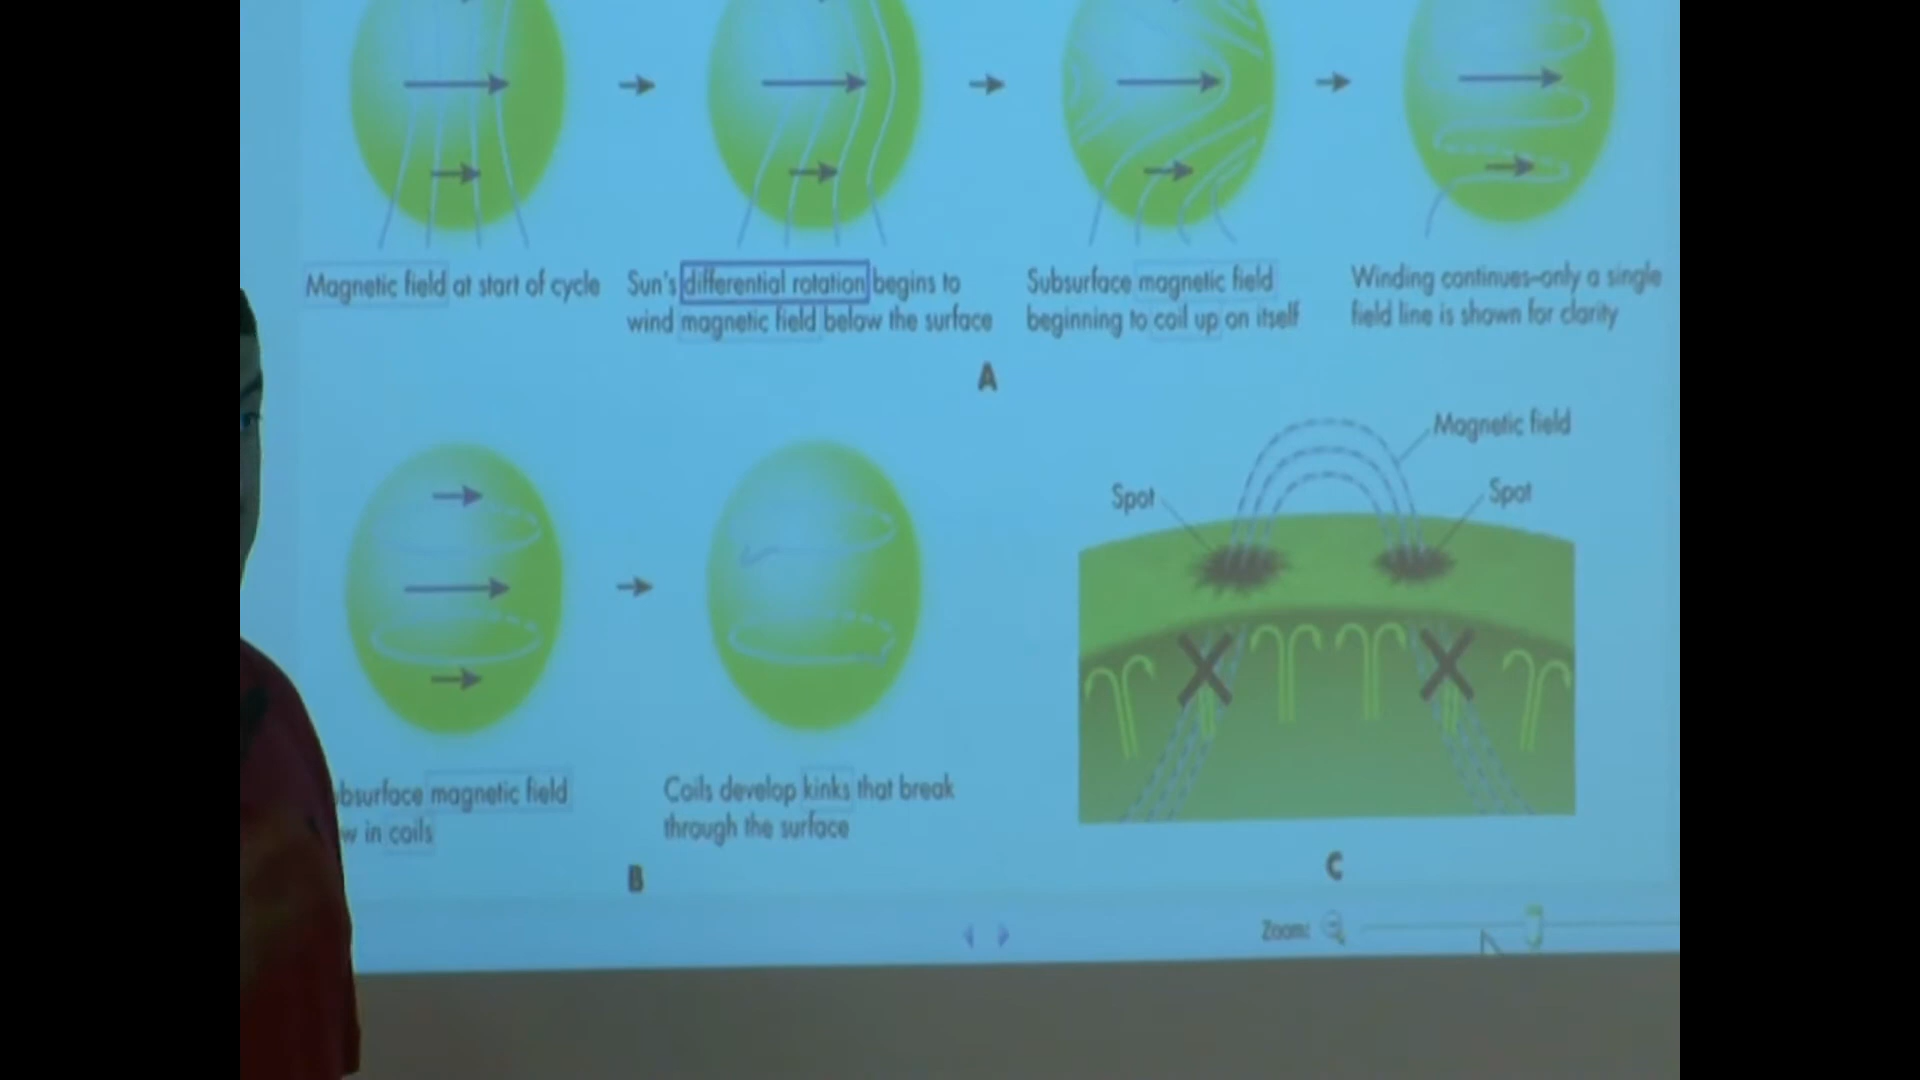 Magnetic field at start of cycle
Sun's differential rotation begins to
wind magnetic field below the surface
Subsurface magnetic field
beginning to coil up on itself
Winding continues–only a single
field line is shown for clarity
A
Magnetic field
Spot
Spot
bsurface magnetic field
w in coils
Coils develop kinks that break
through the surface
B
C
Zoom: